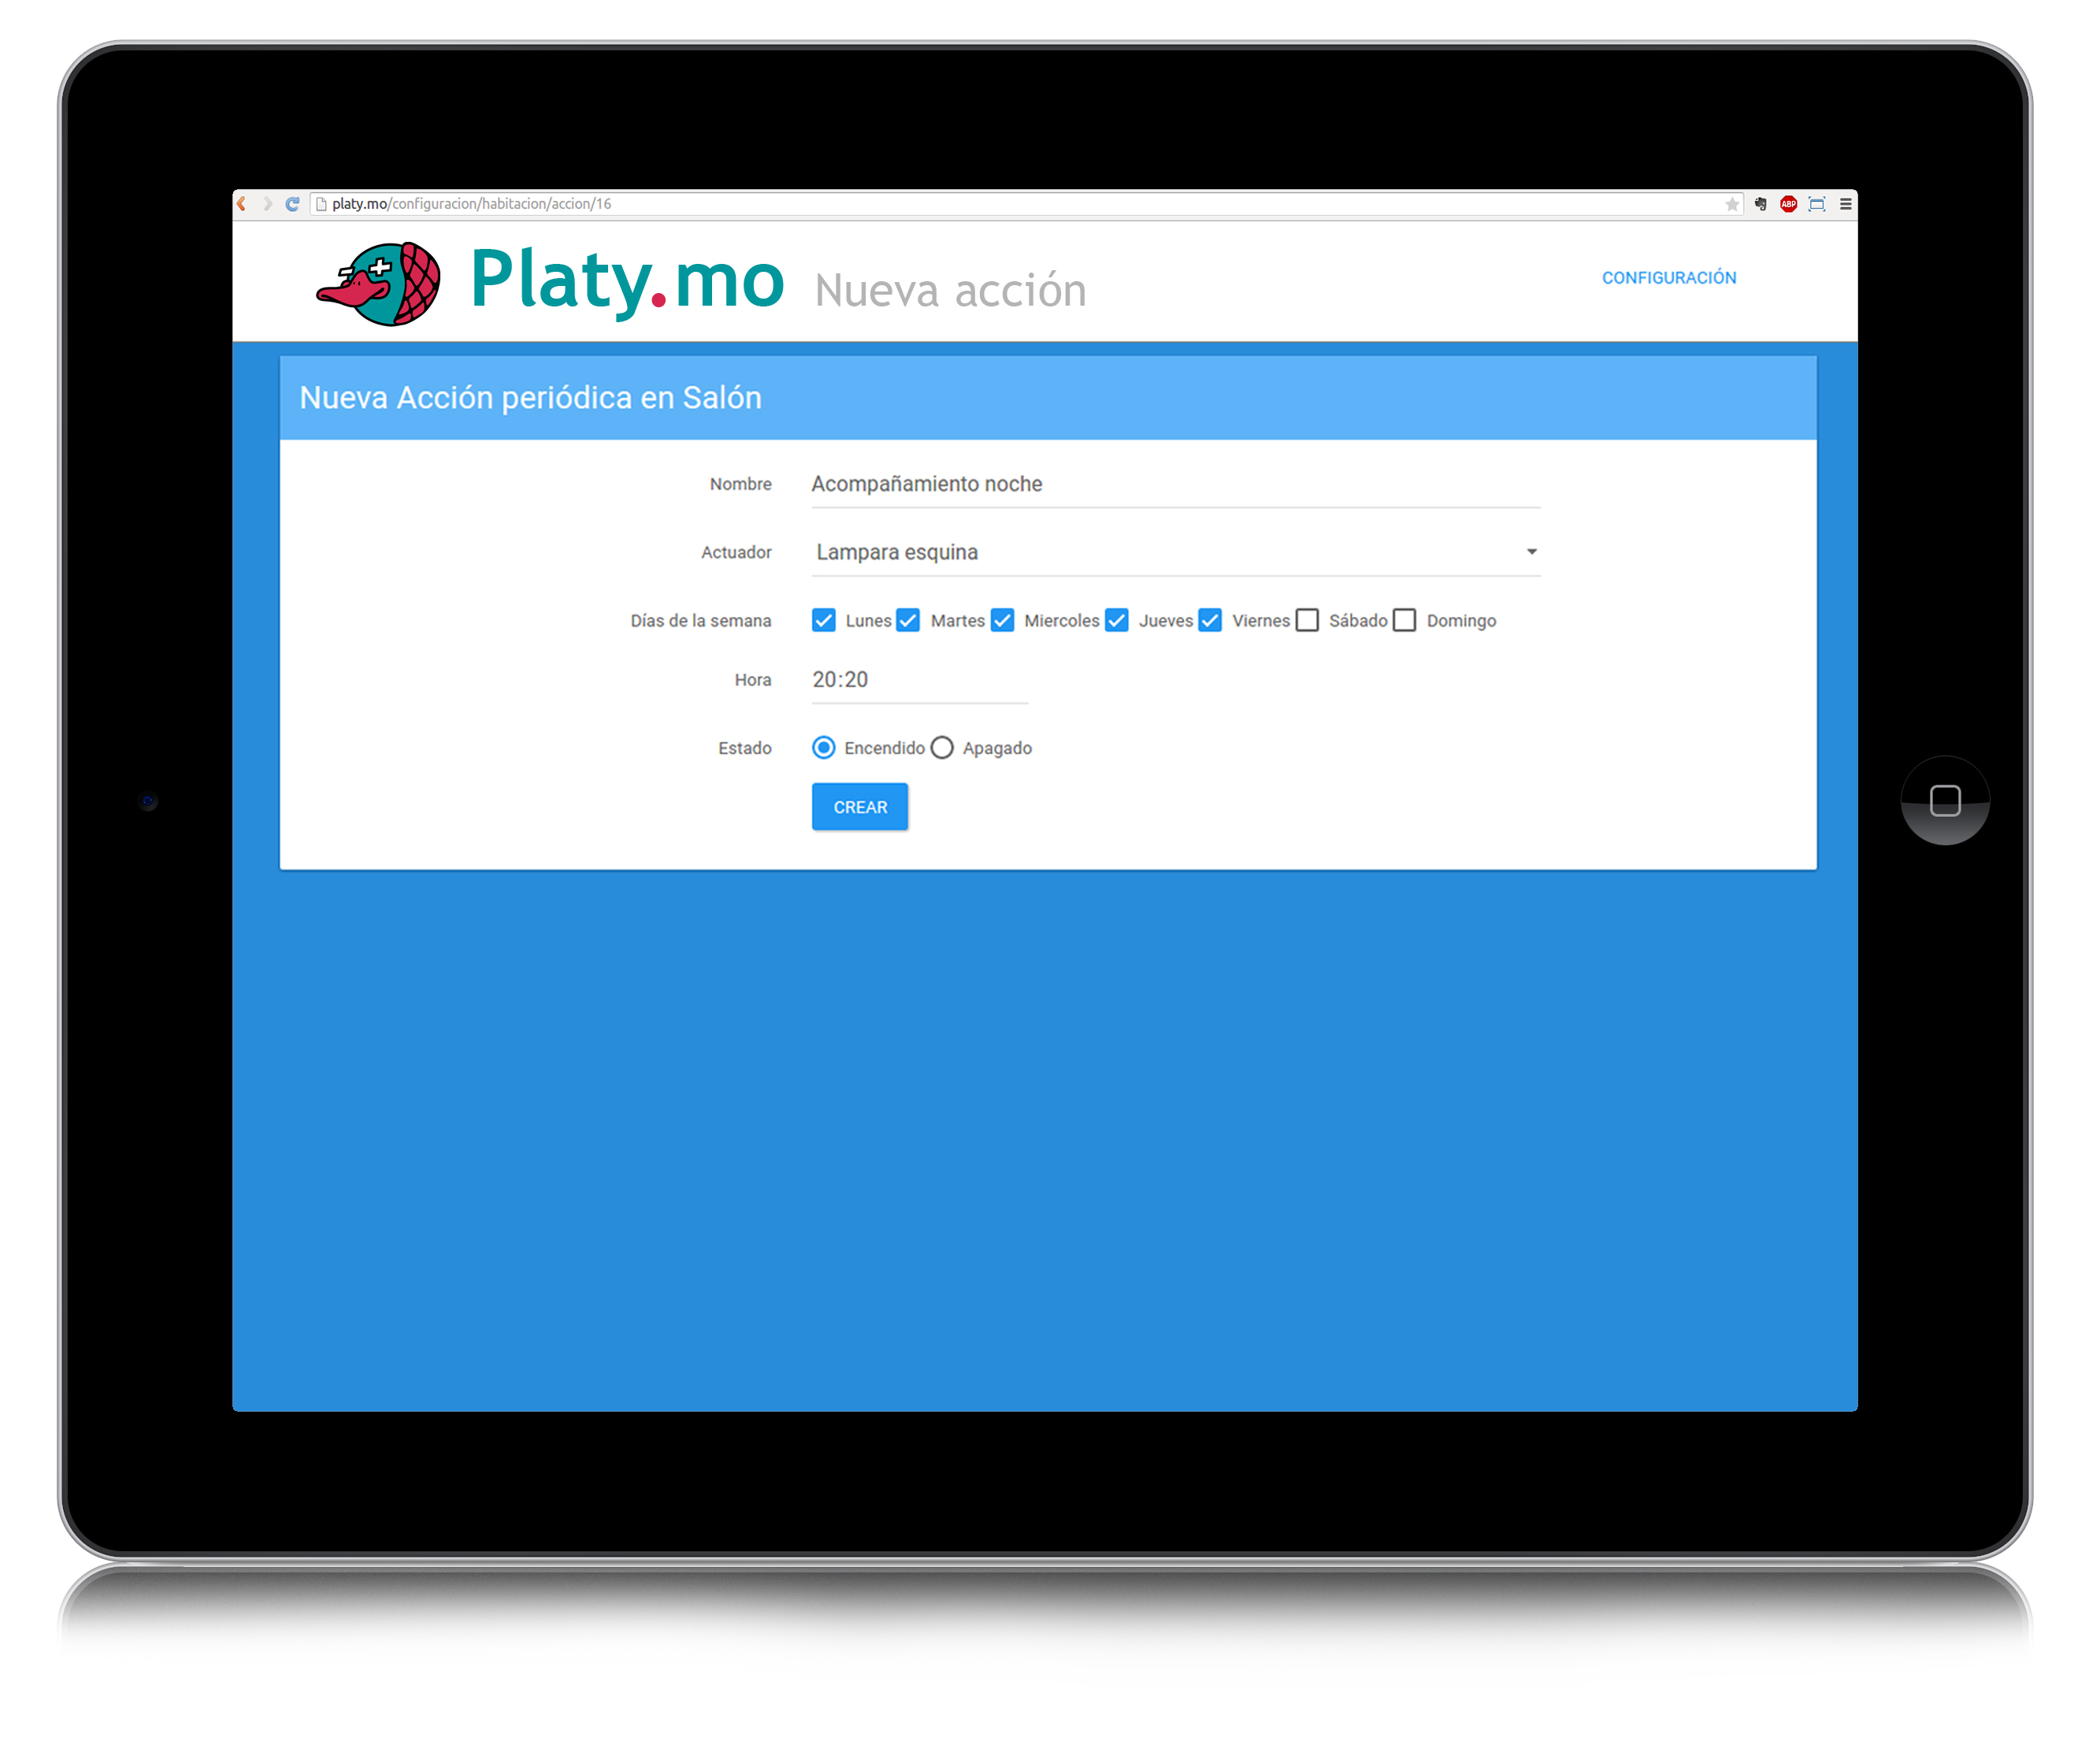 platy.mo/configuracion/habitacion/accion/16
ABP
Platy.mo Nueva acción
CONFIGURACIÓN
Nueva Acción periódica en Salón
Nombre Acompañamiento noche
Actuador Lampara esquina
Días de la semana Lunes Martes Miercoles Jueves Viernes Sábado Domingo
Hora 20:20
Estado Encendido Apagado
CREAR